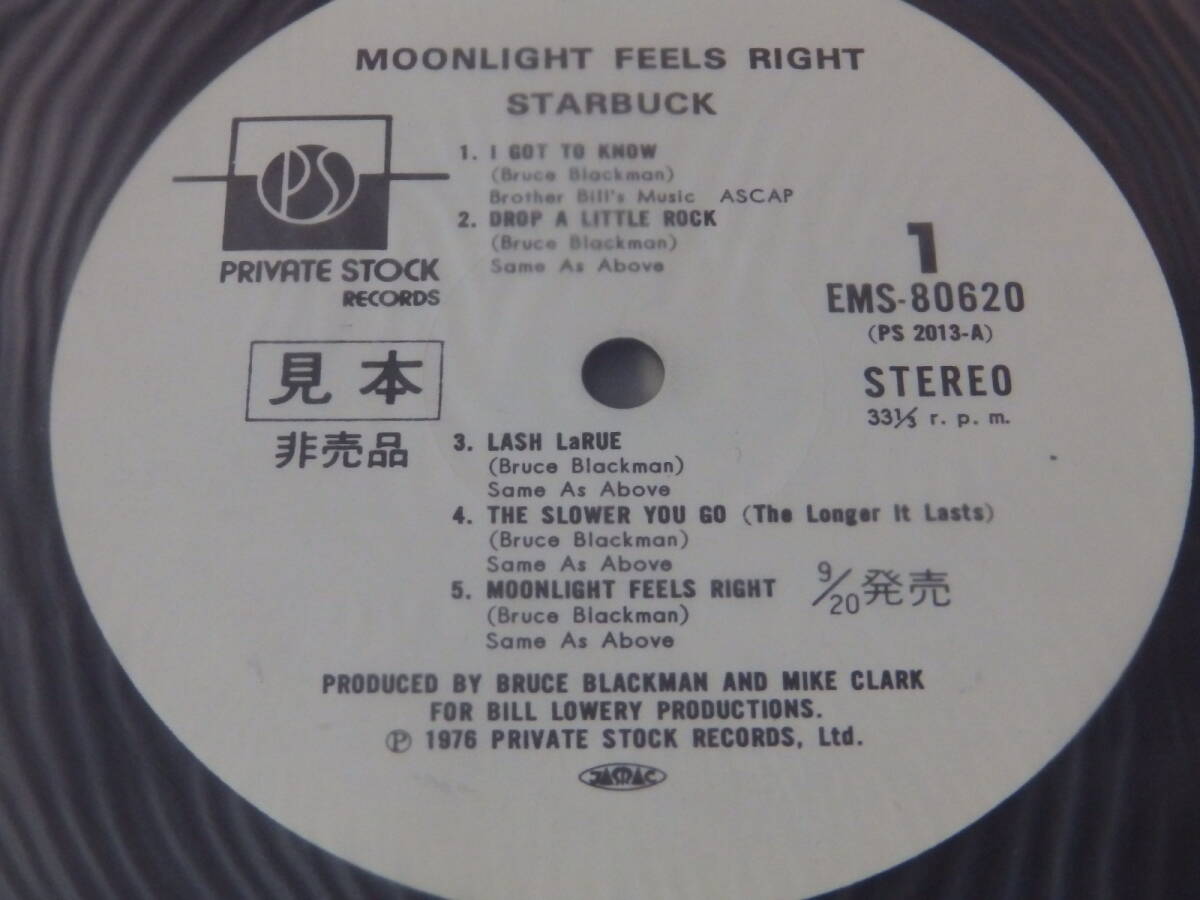 MOONLIGHT FEELS RIGHT
STARBUCK
PS
PRIVATE STOCK
RECORDS
1. I GOT TO KNOW
(Bruce Blackman)
Brother Bill's Music ASCAP
2. DROP A LITTLE ROCK
(Bruce Blackman)
Same As Above
1
EMS-80620
(PS 2013-A)
STEREO
33⅓ r. p. m.
見本
非売品
3. LASH LaRUE
(Bruce Blackman)
Same As Above
4. THE SLOWER YOU GO (The Longer It Lasts)
(Bruce Blackman)
Same As Above
5. MOONLIGHT FEELS RIGHT
(Bruce Blackman)
Same As Above
9/20発売
PRODUCED BY BRUCE BLACKMAN AND MIKE CLARK
FOR BILL LOWERY PRODUCTIONS.
Ⓟ 1976 PRIVATE STOCK RECORDS, Ltd.
JASRAC